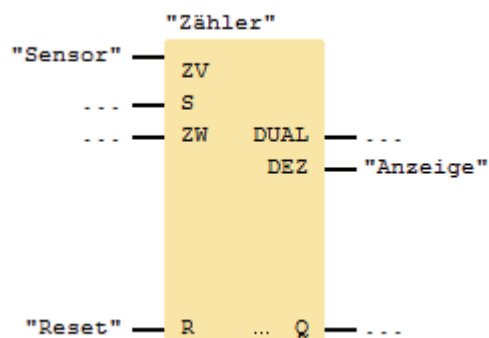 "Zähler"
"Sensor" ZV
... S
... ZW DUAL ...
DEZ "Anzeige"
"Reset" R ... Q ...